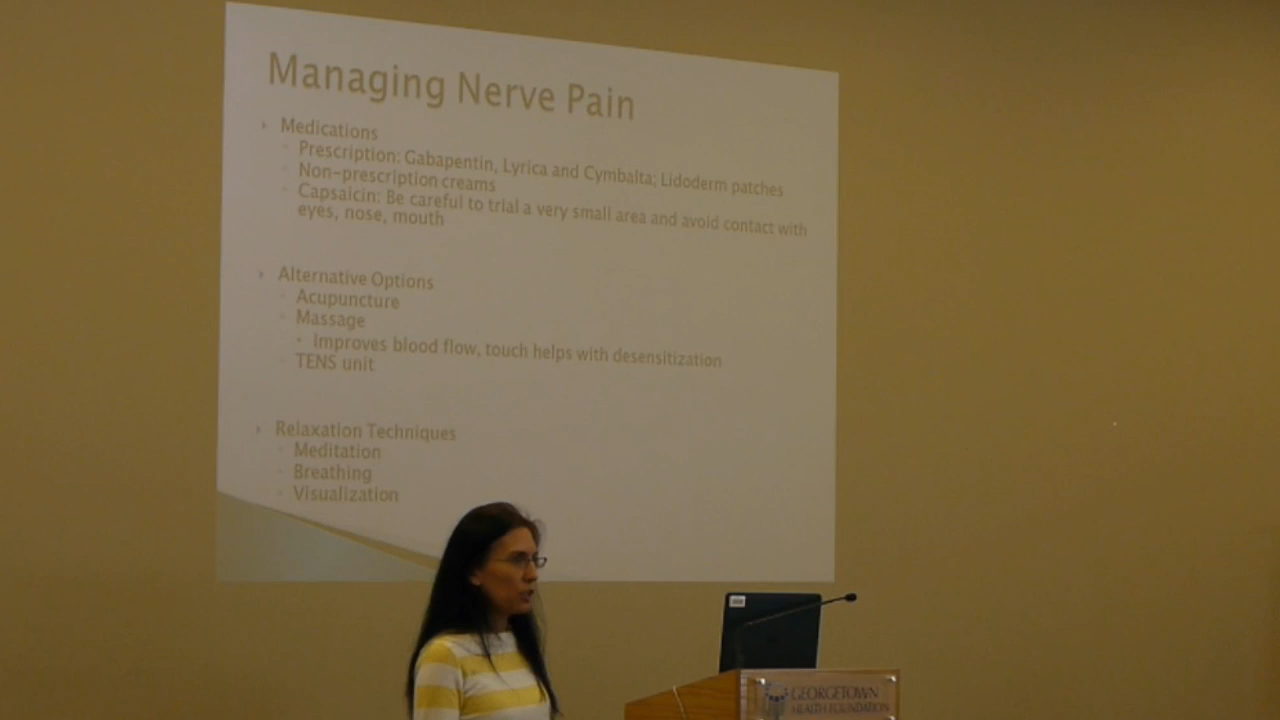 Managing Nerve Pain
Medications
Prescription: Gabapentin, Lyrica and Cymbalta; Lidoderm patches
Non-prescription creams
Capsaicin: Be careful to trial a very small area and avoid contact with
eyes, nose, mouth
Alternative Options
Acupuncture
Massage
Improves blood flow, touch helps with desensitization
TENS unit
Relaxation Techniques
Meditation
Breathing
Visualization
GEORGETOWN
HEALTH FOUNDATION